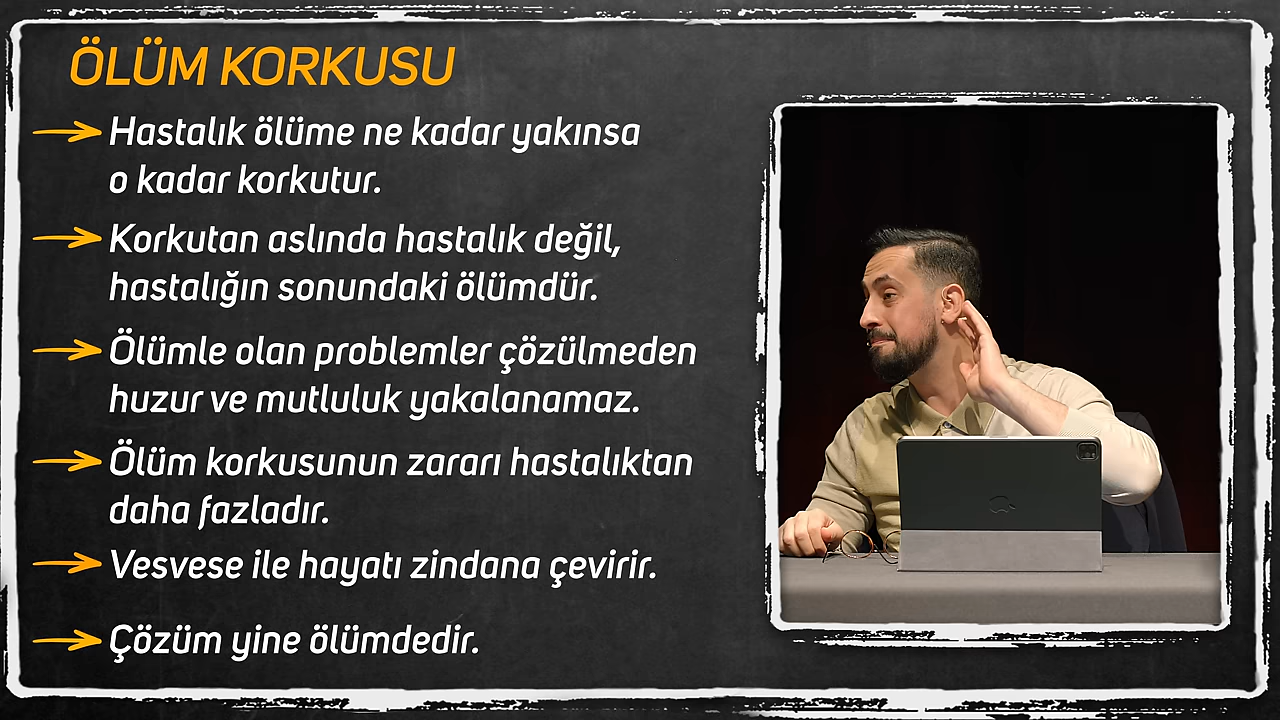 ÖLÜM KORKUSU
Hastalık ölüme ne kadar yakınsa
o kadar korkutur.
Korkutan aslında hastalık değil,
hastalığın sonundaki ölümdür.
Ölümle olan problemler çözülmeden
huzur ve mutluluk yakalanamaz.
Ölüm korkusunun zararı hastalıktan
daha fazladır.
Vesvese ile hayatı zindana çevirir.
Çözüm yine ölümdedir.